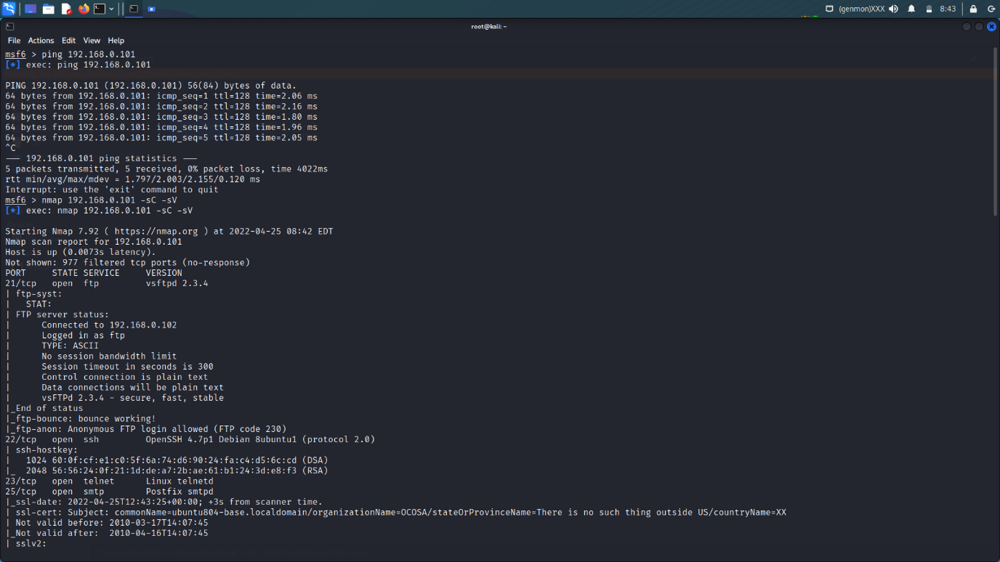 (genmon)XXX 8:43
root@kali: ~
File Actions Edit View Help
msf6 > ping 192.168.0.101
[*] exec: ping 192.168.0.101
PING 192.168.0.101 (192.168.0.101) 56(84) bytes of data.
64 bytes from 192.168.0.101: icmp_seq=1 ttl=128 time=2.06 ms
64 bytes from 192.168.0.101: icmp_seq=2 ttl=128 time=2.16 ms
64 bytes from 192.168.0.101: icmp_seq=3 ttl=128 time=1.80 ms
64 bytes from 192.168.0.101: icmp_seq=4 ttl=128 time=1.96 ms
64 bytes from 192.168.0.101: icmp_seq=5 ttl=128 time=2.05 ms
^C
--- 192.168.0.101 ping statistics ---
5 packets transmitted, 5 received, 0% packet loss, time 4022ms
rtt min/avg/max/mdev = 1.797/2.003/2.155/0.120 ms
Interrupt: use the 'exit' command to quit
msf6 > nmap 192.168.0.101 -sC -sV
[*] exec: nmap 192.168.0.101 -sC -sV
Starting Nmap 7.92 ( https://nmap.org ) at 2022-04-25 08:42 EDT
Nmap scan report for 192.168.0.101
Host is up (0.0073s latency).
Not shown: 977 filtered tcp ports (no-response)
PORT STATE SERVICE VERSION
21/tcp open ftp vsftpd 2.3.4
| ftp-syst:
| STAT:
| FTP server status:
| Connected to 192.168.0.102
| Logged in as ftp
| TYPE: ASCII
| No session bandwidth limit
| Session timeout in seconds is 300
| Control connection is plain text
| Data connections will be plain text
| vsFTPd 2.3.4 - secure, fast, stable
|_End of status
|_ftp-bounce: bounce working!
|_ftp-anon: Anonymous FTP login allowed (FTP code 230)
22/tcp open ssh OpenSSH 4.7p1 Debian 8ubuntu1 (protocol 2.0)
| ssh-hostkey:
| 1024 60:0f:cf:e1:c0:5f:6a:74:d6:90:24:fa:c4:d5:6c:cd (DSA)
|_ 2048 56:56:24:0f:21:1d:de:a7:2b:ae:61:b1:24:3d:e8:f3 (RSA)
23/tcp open telnet Linux telnetd
25/tcp open smtp Postfix smtpd
|_ssl-date: 2022-04-25T12:43:25+00:00; +3s from scanner time.
| ssl-cert: Subject: commonName=ubuntu804-base.localdomain/organizationName=OCOSA/stateOrProvinceName=There is no such thing outside US/countryName=XX
| Not valid before: 2010-03-17T14:07:45
|_Not valid after: 2010-04-16T14:07:45
| sslv2: